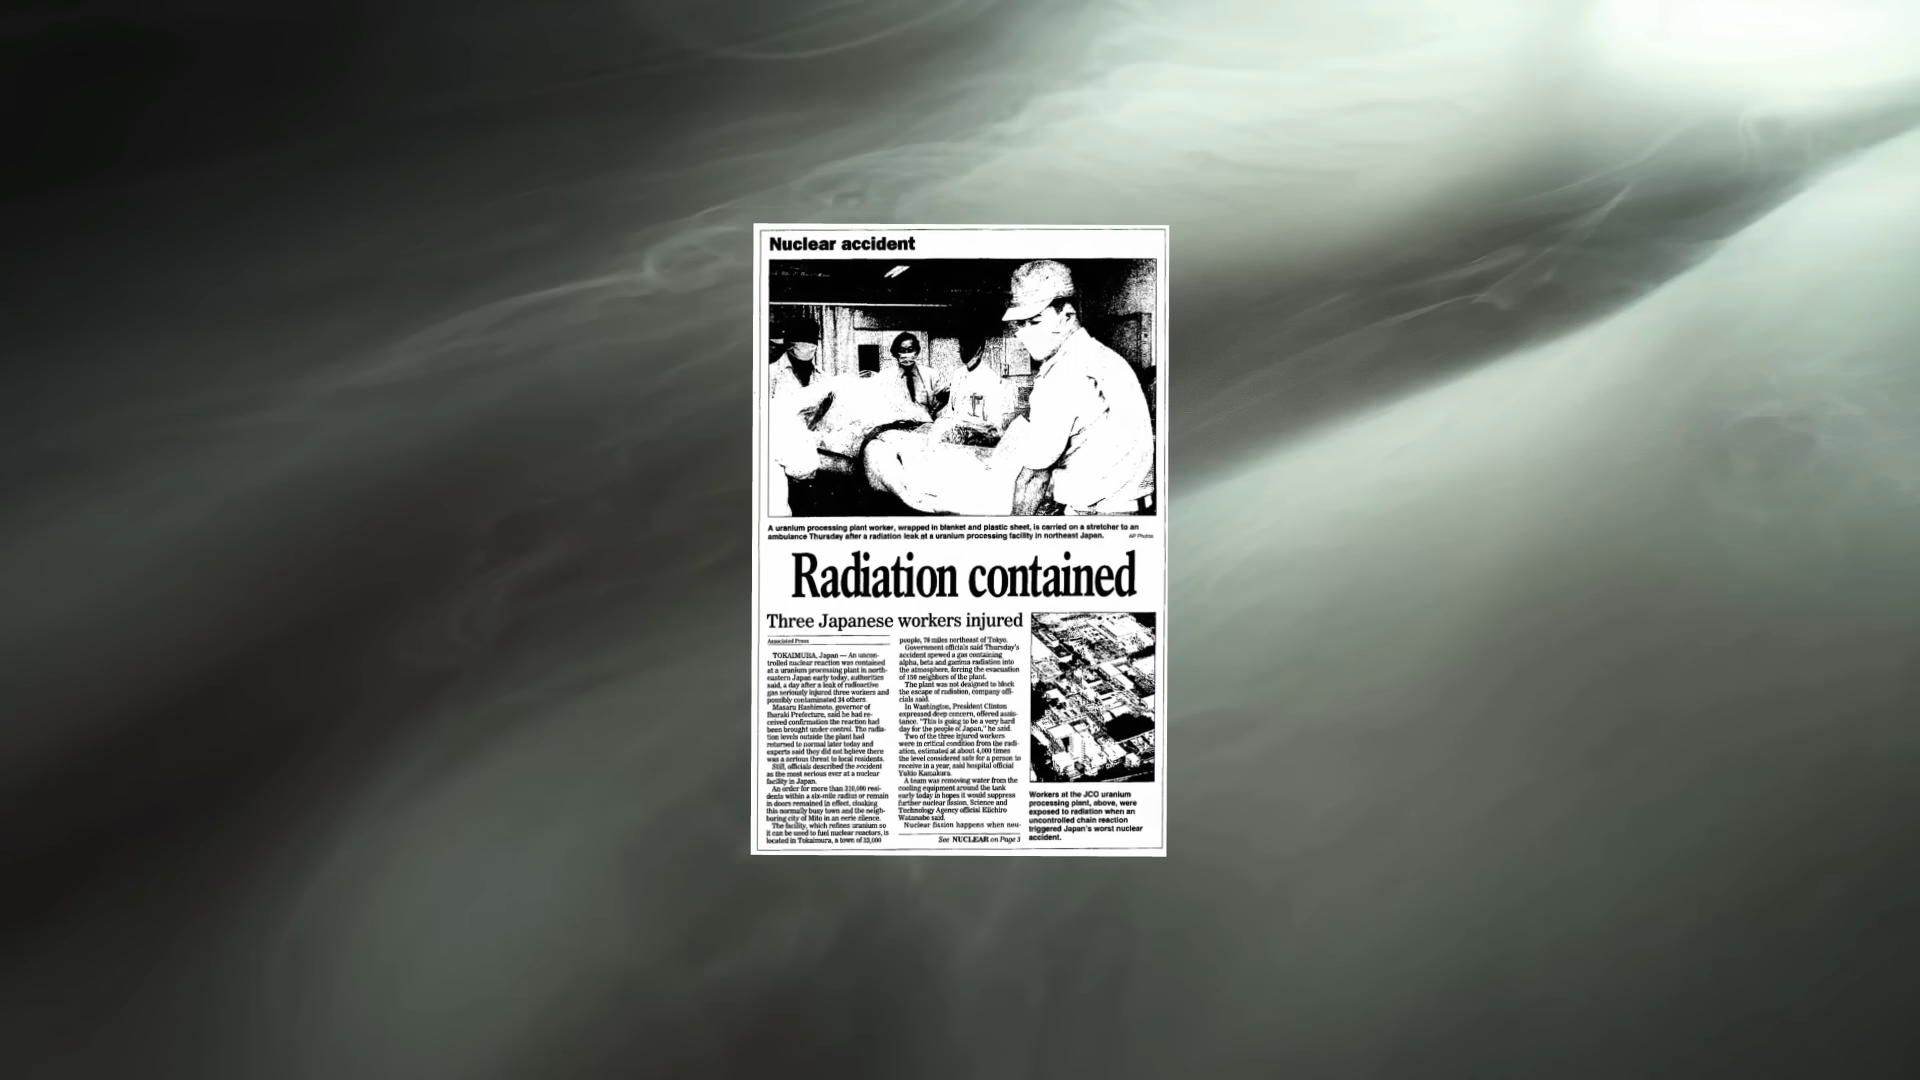 Nuclear accident
A uranium processing plant worker, wrapped in blanket and plastic sheet, is carried on a stretcher to an
ambulance Thursday after a radiation leak at a uranium processing facility in northeast Japan.
AP Photos
Radiation contained
Three Japanese workers injured
Associated Press
TOKAIMURA, Japan — An uncon-
trolled nuclear reaction was contained
at a uranium processing plant in north-
eastern Japan early today, authorities
said, a day after a leak of radioactive
gas seriously injured three workers and
possibly contaminated 34 others.
Masaru Hashimoto, governor of
Ibaraki Prefecture, said he had re-
ceived confirmation the reaction had
been brought under control. The radia-
tion levels outside the plant had
returned to normal later today and
experts said they did not believe there
was a serious threat to local residents.
Still, officials described the accident
as the most serious ever at a nuclear
facility in Japan.
An order for more than 310,000 resi-
dents within a six-mile radius to remain
in doors remained in effect, cloaking
this normally busy town and the neigh-
boring city of Mito in an eerie silence.
The facility, which refines uranium so
it can be used to fuel nuclear reactors, is
located in Tokaimura, a town of 33,000
people, 70 miles northeast of Tokyo.
Government officials said Thursday's
accident spewed a gas containing
alpha, beta and gamma radiation into
the atmosphere, forcing the evacuation
of 150 neighbors of the plant.
The plant was not designed to block
the escape of radiation, company offi-
cials said.
In Washington, President Clinton
expressed deep concern, offered assis-
tance. "This is going to be a very hard
day for the people of Japan," he said.
Two of the three injured workers
were in critical condition from the radi-
ation, estimated at about 4,000 times
the level considered safe for a person to
receive in a year, said hospital official
Yukio Kamakura.
A team was removing water from the
cooling equipment around the tank
early today in hopes it would suppress
further nuclear fission, Science and
Technology Agency official Kiichiro
Watanabe said.
Nuclear fission happens when neu-
See NUCLEAR on Page 3
Workers at the JCO uranium
processing plant, above, were
exposed to radiation when an
uncontrolled chain reaction
triggered Japan's worst nuclear
accident.